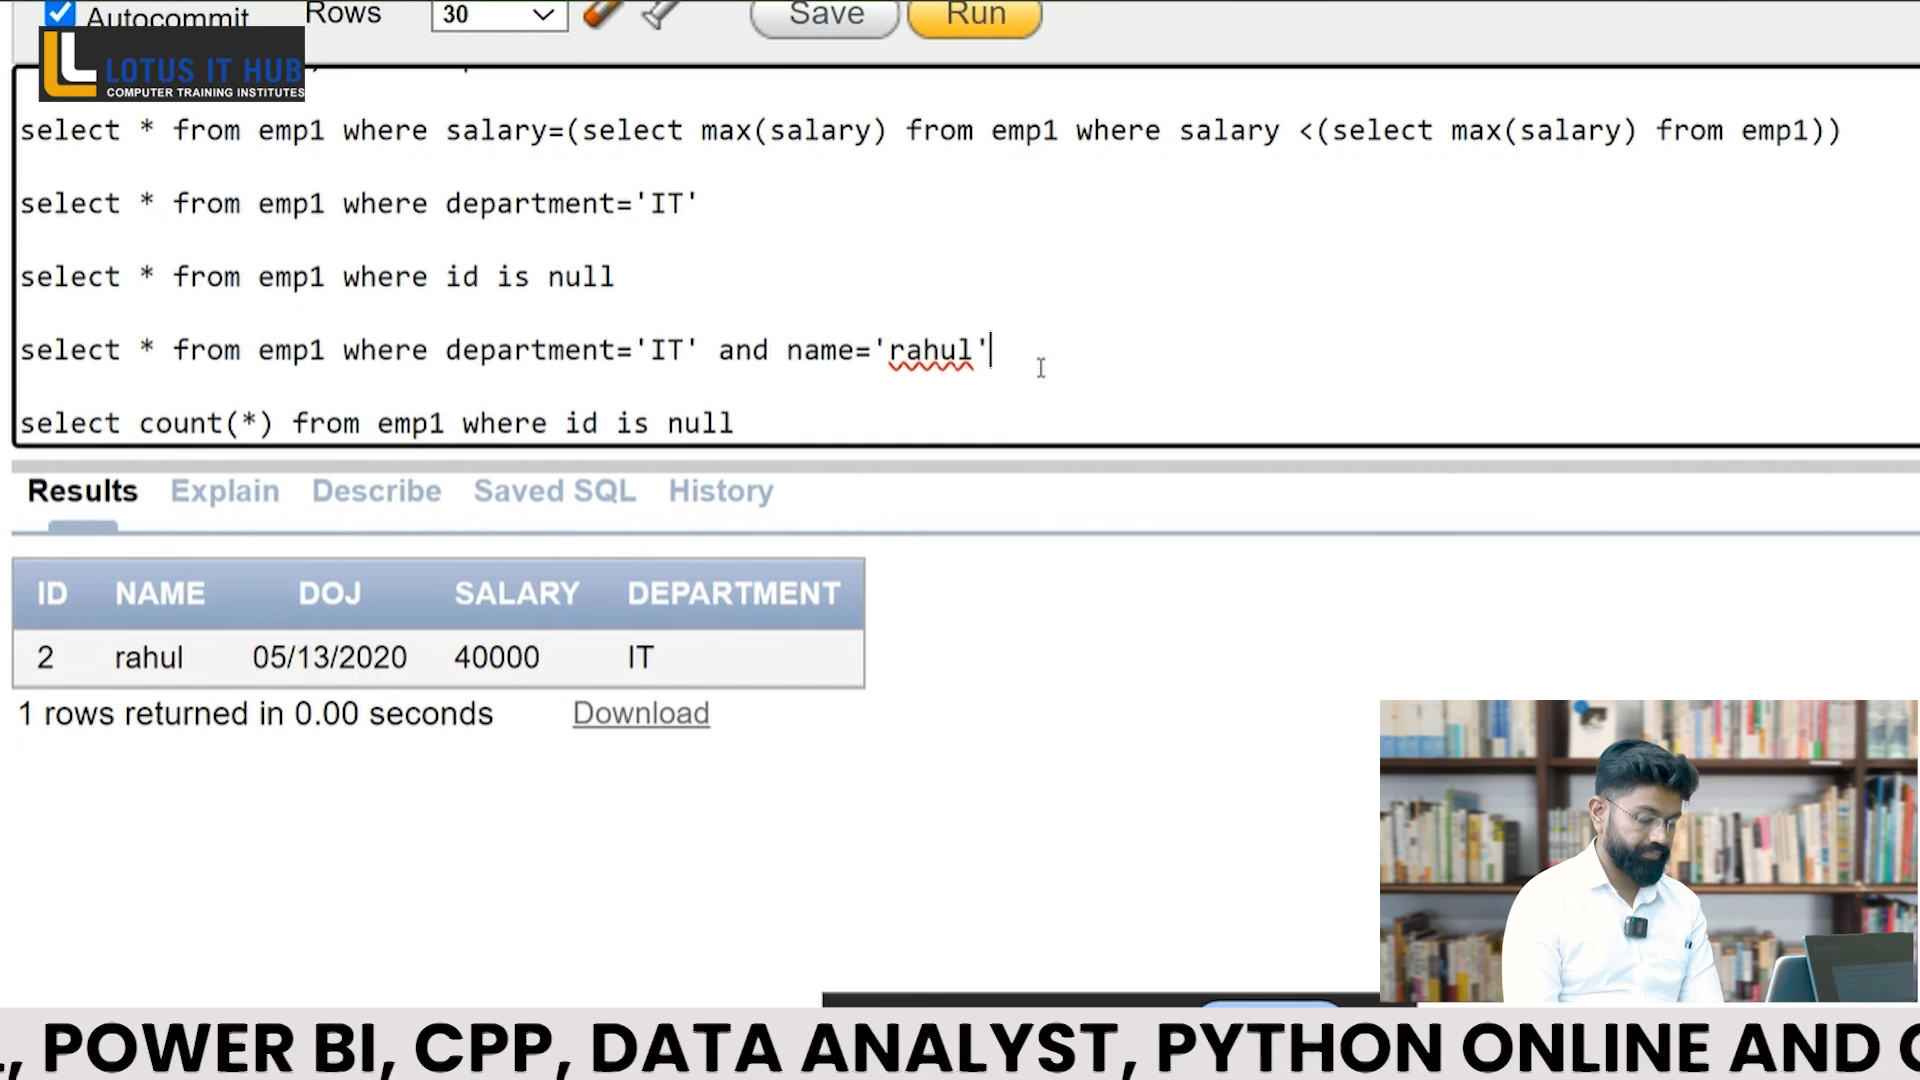 Autocommit Rows 30 Save Run
LOTUS IT HUB
COMPUTER TRAINING INSTITUTES
select * from emp1 where salary=(select max(salary) from emp1 where salary <(select max(salary) from emp1))
select * from emp1 where department='IT'
select * from emp1 where id is null
select * from emp1 where department='IT' and name='rahul'
select count(*) from emp1 where id is null
Results Explain Describe Saved SQL History
ID NAME DOJ SALARY DEPARTMENT
2 rahul 05/13/2020 40000 IT
1 rows returned in 0.00 seconds Download
, POWER BI, CPP, DATA ANALYST, PYTHON ONLINE AND